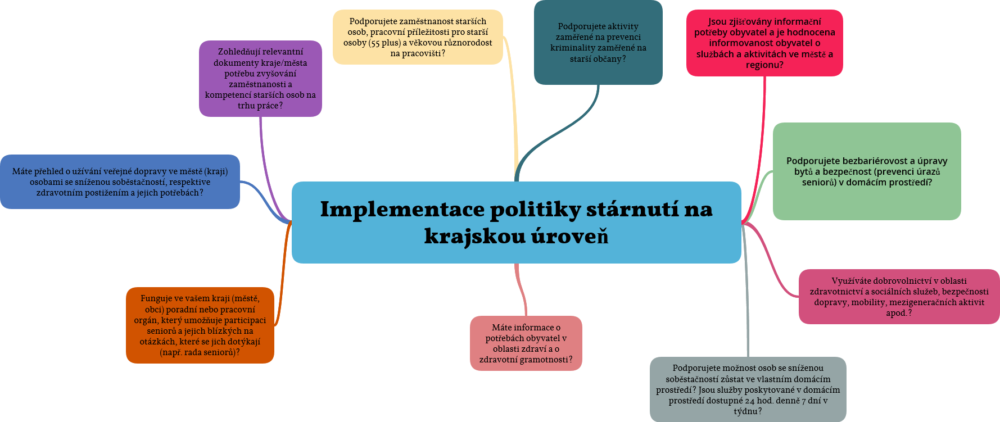 Podporujete zaměstnanost starších
osob, pracovní příležitosti pro starší
osoby (55 plus) a věkovou různorodost
na pracovišti?
Podporujete aktivity
zaměřené na prevenci
kriminality zaměřené na
starší občany?
Jsou zjišťovány informační
potřeby obyvatel a je hodnocena
informovanost obyvatel o
službách a aktivitách ve městě a
regionu?
Zohledňují relevantní
dokumenty kraje/města
potřebu zvyšování
zaměstnanosti a
kompetencí starších osob na
trhu práce?
Podporujete bezbariérovost a úpravy
bytů a bezpečnost (prevenci úrazů
seniorů) v domácím prostředí?
Máte přehled o užívání veřejné dopravy ve městě (kraji)
osobami se sníženou soběstačností, respektive
zdravotním postižením a jejich potřebách?
Implementace politiky stárnutí na
krajskou úroveň
Využíváte dobrovolnictví v oblasti
zdravotnictví a sociálních služeb, bezpečnosti
dopravy, mobility, mezigeneračních aktivit
apod.?
Funguje ve vašem kraji (městě,
obci) poradní nebo pracovní
orgán, který umožňuje participaci
seniorů a jejich blízkých na
otázkách, které se jich dotýkají
(např. rada seniorů)?
Máte informace o
potřebách obyvatel v
oblasti zdraví a o
zdravotní gramotnosti?
Podporujete možnost osob se sníženou
soběstačností zůstat ve vlastním domácím
prostředí? Jsou služby poskytované v domácím
prostředí dostupné 24 hod. denně 7 dní v
týdnu?